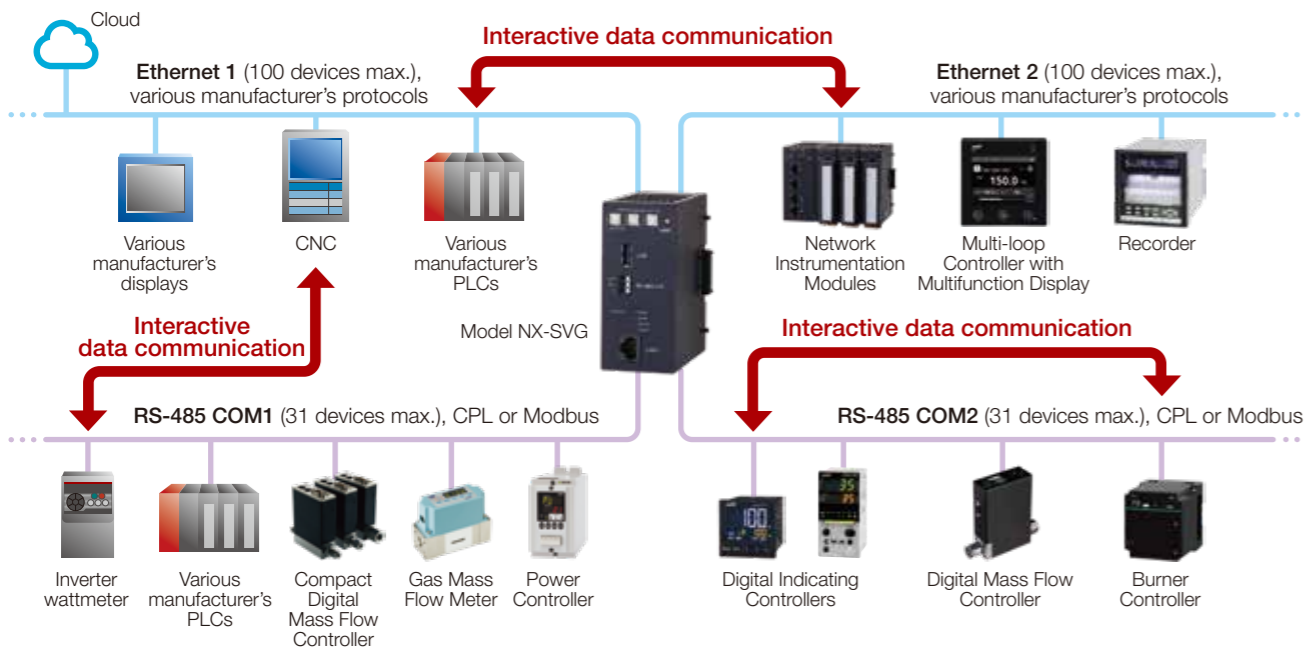 Cloud
Interactive data communication
Ethernet 1 (100 devices max.),
various manufacturer's protocols
Ethernet 2 (100 devices max.),
various manufacturer's protocols
Various
manufacturer's
displays
CNC
Various
manufacturer's
PLCs
Network
Instrumentation
Modules
150.0
Multi-loop
Controller with
Multifunction Display
Recorder
Interactive
data communication
Model NX-SVG
Interactive data communication
RS-485 COM1 (31 devices max.), CPL or Modbus
RS-485 COM2 (31 devices max.), CPL or Modbus
Inverter
wattmeter
Various
manufacturer's
PLCs
Compact
Digital
Mass Flow
Controller
Gas Mass
Flow Meter
Power
Controller
100
35
Digital Indicating
Controllers
Digital Mass Flow
Controller
Burner
Controller